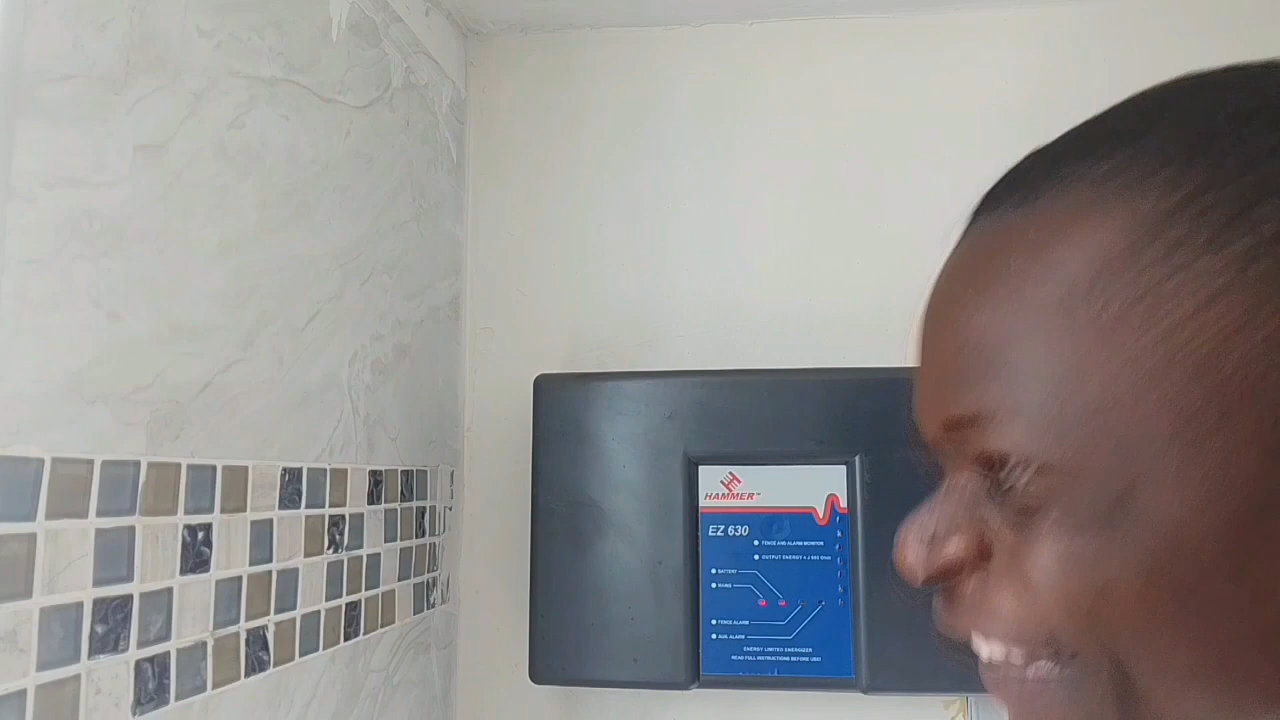 HAMMER™
EZ 630
FENCE AND ALARM MONITOR
OUTPUT ENERGY
BATTERY
MAINS
FENCE ALARM
AUX. ALARM
ENERGY LIMITED ENERGIZER
READ FULL INSTRUCTIONS BEFORE USE!